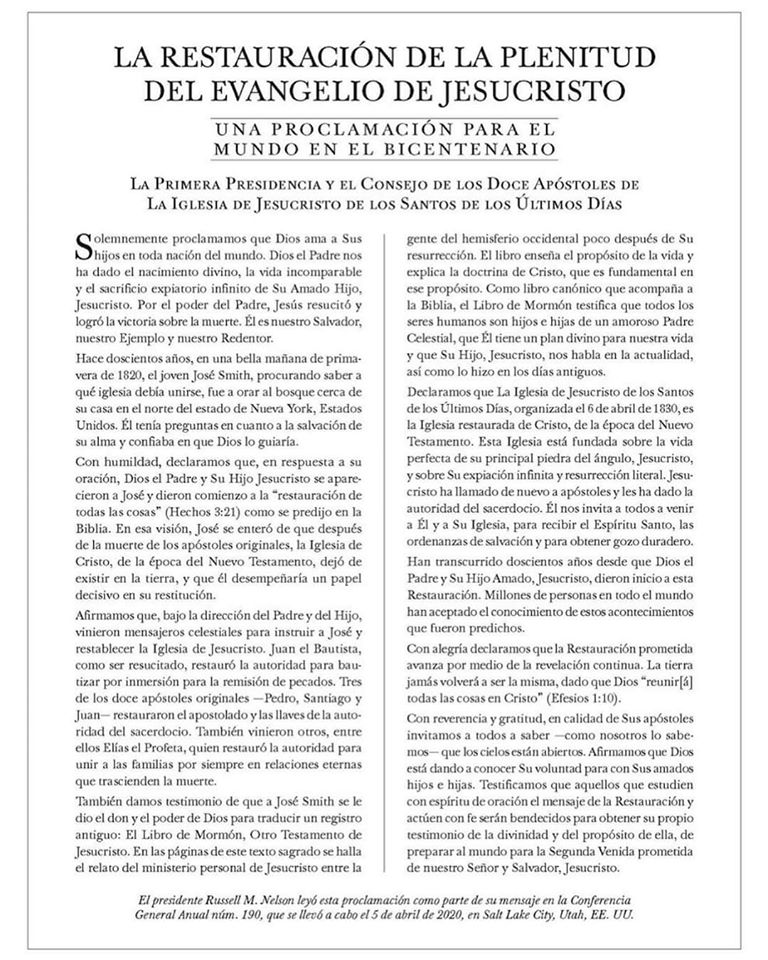 LA RESTAURACIÓN DE LA PLENITUD
DEL EVANGELIO DE JESUCRISTO
UNA PROCLAMACIÓN PARA EL
MUNDO EN EL BICENTENARIO
La Primera Presidencia y el Consejo de los Doce Apóstoles de
La Iglesia de Jesucristo de los Santos de los Últimos Días
Solemnemente proclamamos que Dios ama a Sus
hijos en toda nación del mundo. Dios el Padre nos
ha dado el nacimiento divino, la vida incomparable
y el sacrificio expiatorio infinito de Su Amado Hijo,
Jesucristo. Por el poder del Padre, Jesús resucitó y
logró la victoria sobre la muerte. Él es nuestro Salvador,
nuestro Ejemplo y nuestro Redentor.
Hace doscientos años, en una bella mañana de prima-
vera de 1820, el joven José Smith, procurando saber a
qué iglesia debía unirse, fue a orar al bosque cerca de
su casa en el norte del estado de Nueva York, Estados
Unidos. Él tenía preguntas en cuanto a la salvación de
su alma y confiaba en que Dios lo guiaría.
Con humildad, declaramos que, en respuesta a su
oración, Dios el Padre y Su Hijo Jesucristo se apare-
cieron a José y dieron comienzo a la “restauración de
todas las cosas” (Hechos 3:21) como se predijo en la
Biblia. En esa visión, José se enteró de que después
de la muerte de los apóstoles originales, la Iglesia de
Cristo, de la época del Nuevo Testamento, dejó de
existir en la tierra, y que él desempeñaría un papel
decisivo en su restitución.
Afirmamos que, bajo la dirección del Padre y del Hijo,
vinieron mensajeros celestiales para instruir a José y
restablecer la Iglesia de Jesucristo. Juan el Bautista,
como ser resucitado, restauró la autoridad para bau-
tizar por inmersión para la remisión de pecados. Tres
de los doce apóstoles originales —Pedro, Santiago y
Juan— restauraron el apostolado y las llaves de la auto-
ridad del sacerdocio. También vinieron otros, entre
ellos Elías el Profeta, quien restauró la autoridad para
unir a las familias por siempre en relaciones eternas
que trascienden la muerte.
También damos testimonio de que a José Smith se le
dio el don y el poder de Dios para traducir un registro
antiguo: El Libro de Mormón, Otro Testamento de
Jesucristo. En las páginas de este texto sagrado se halla
el relato del ministerio personal de Jesucristo entre la
gente del hemisferio occidental poco después de Su
resurrección. El libro enseña el propósito de la vida y
explica la doctrina de Cristo, que es fundamental en
ese propósito. Como libro canónico que acompaña a
la Biblia, el Libro de Mormón testifica que todos los
seres humanos son hijos e hijas de un amoroso Padre
Celestial, que Él tiene un plan divino para nuestra vida
y que Su Hijo, Jesucristo, nos habla en la actualidad,
así como lo hizo en los días antiguos.
Declaramos que La Iglesia de Jesucristo de los Santos
de los Últimos Días, organizada el 6 de abril de 1830, es
la Iglesia restaurada de Cristo, de la época del Nuevo
Testamento. Esta Iglesia está fundada sobre la vida
perfecta de su principal piedra del ángulo, Jesucristo,
y sobre Su expiación infinita y resurrección literal. Jesu-
cristo ha llamado de nuevo a apóstoles y les ha dado la
autoridad del sacerdocio. Él nos invita a todos a venir
a Él y a Su Iglesia, para recibir el Espíritu Santo, las
ordenanzas de salvación y para obtener gozo duradero.
Han transcurrido doscientos años desde que Dios el
Padre y Su Hijo Amado, Jesucristo, dieron inicio a esta
Restauración. Millones de personas en todo el mundo
han aceptado el conocimiento de estos acontecimientos
que fueron predichos.
Con alegría declaramos que la Restauración prometida
avanza por medio de la revelación continua. La tierra
jamás volverá a ser la misma, dado que Dios “reunir[á]
todas las cosas en Cristo” (Efesios 1:10).
Con reverencia y gratitud, en calidad de Sus apóstoles
invitamos a todos a saber —como nosotros lo sabe-
mos— que los cielos están abiertos. Afirmamos que Dios
está dando a conocer Su voluntad para con Sus amados
hijos e hijas. Testificamos que aquellos que estudien
con espíritu de oración el mensaje de la Restauración y
actúen con fe serán bendecidos para obtener su propio
testimonio de la divinidad y del propósito de ella, de
preparar al mundo para la Segunda Venida prometida
de nuestro Señor y Salvador, Jesucristo.
El presidente Russell M. Nelson leyó esta proclamación como parte de su mensaje en la Conferencia
General Anual núm. 190, que se llevó a cabo el 5 de abril de 2020, en Salt Lake City, Utah, EE. UU.